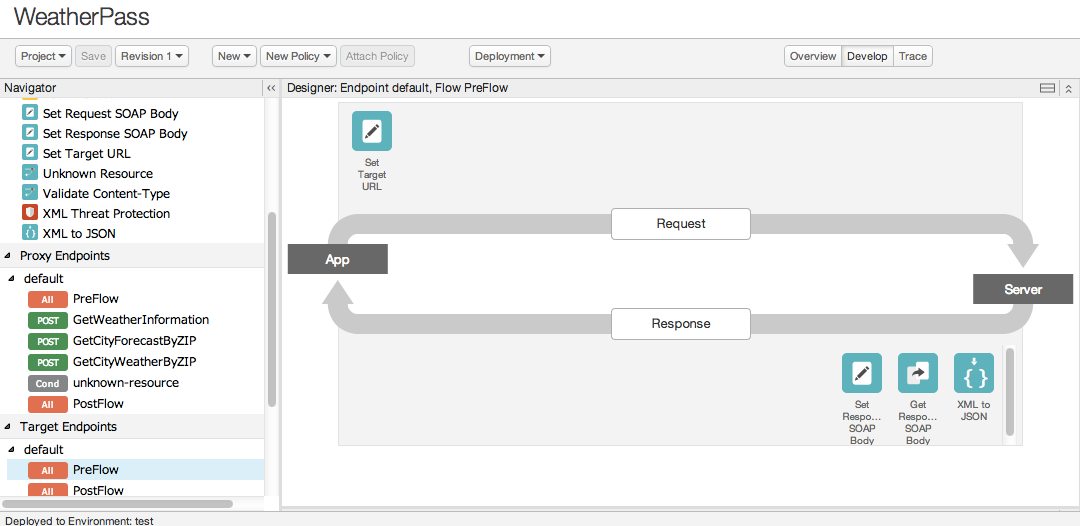 WeatherPass
Project Save Revision 1 New New Policy Attach Policy Deployment Overview Develop Trace
Navigator
Set Request SOAP Body
Set Response SOAP Body
Set Target URL
Unknown Resource
Validate Content-Type
XML Threat Protection
XML to JSON
Proxy Endpoints
default
All PreFlow
POST GetWeatherInformation
POST GetCityForecastByZIP
POST GetCityWeatherByZIP
Cond unknown-resource
All PostFlow
Target Endpoints
default
All PreFlow
All PostFlow
Designer: Endpoint default, Flow PreFlow
Set
Target
URL
Request
App
Server
Response
Set
Respo...
SOAP
Body
Get
Respo...
SOAP
Body
XML to
JSON
Deployed to Environment: test